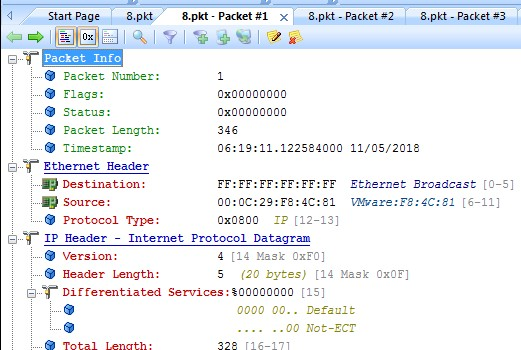 Start Page 8.pkt 8.pkt - Packet #1 8.pkt - Packet #2 8.pkt - Packet #3
0x
Packet Info
Packet Number: 1
Flags: 0x00000000
Status: 0x00000000
Packet Length: 346
Timestamp: 06:19:11.122584000 11/05/2018
Ethernet Header
Destination: FF:FF:FF:FF:FF:FF Ethernet Broadcast [0-5]
Source: 00:0C:29:F8:4C:81 VMware:F8:4C:81 [6-11]
Protocol Type: 0x0800 IP [12-13]
IP Header - Internet Protocol Datagram
Version: 4 [14 Mask 0xF0]
Header Length: 5 (20 bytes) [14 Mask 0x0F]
Differentiated Services:%00000000 [15]
0000 00.. Default
.... ..00 Not-ECT
Total Length: 328 [16-17]